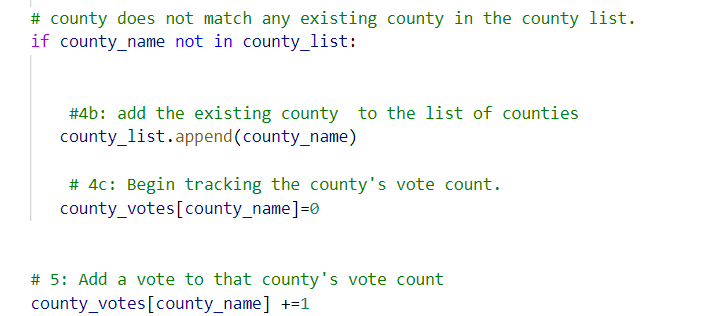 # county does not match any existing county in the county list.
if county_name not in county_list:
#4b: add the existing county  to the list of counties
county_list.append(county_name)
# 4c: Begin tracking the county's vote count.
county_votes[county_name]=0
# 5: Add a vote to that county's vote count
county_votes[county_name] +=1